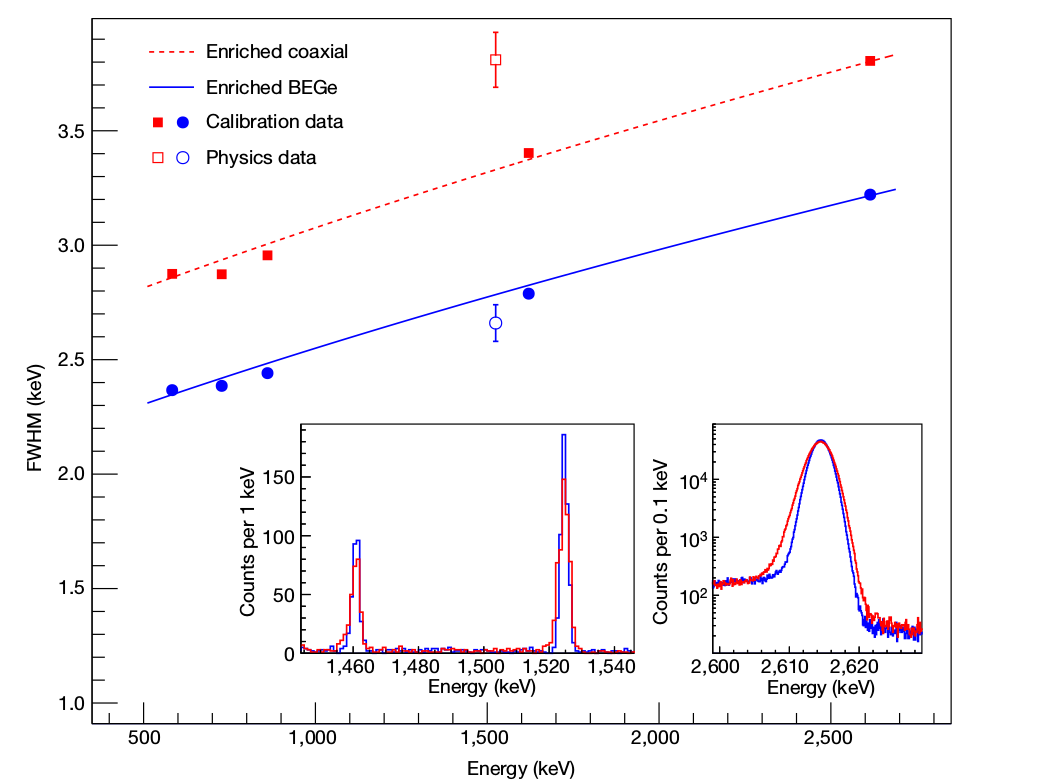 Enriched coaxial
Enriched BEGe
Calibration data
Physics data
FWHM (keV)
3.5
3.0
2.5
2.0
1.5
1.0
500
1,000
1,500
2,000
2,500
Energy (keV)
Counts per 1 keV
150
100
50
0
1,460
1,480
1,500
1,520
1,540
Energy (keV)
Counts per 0.1 keV
10⁴
10³
10²
2,600
2,610
2,620
Energy (keV)